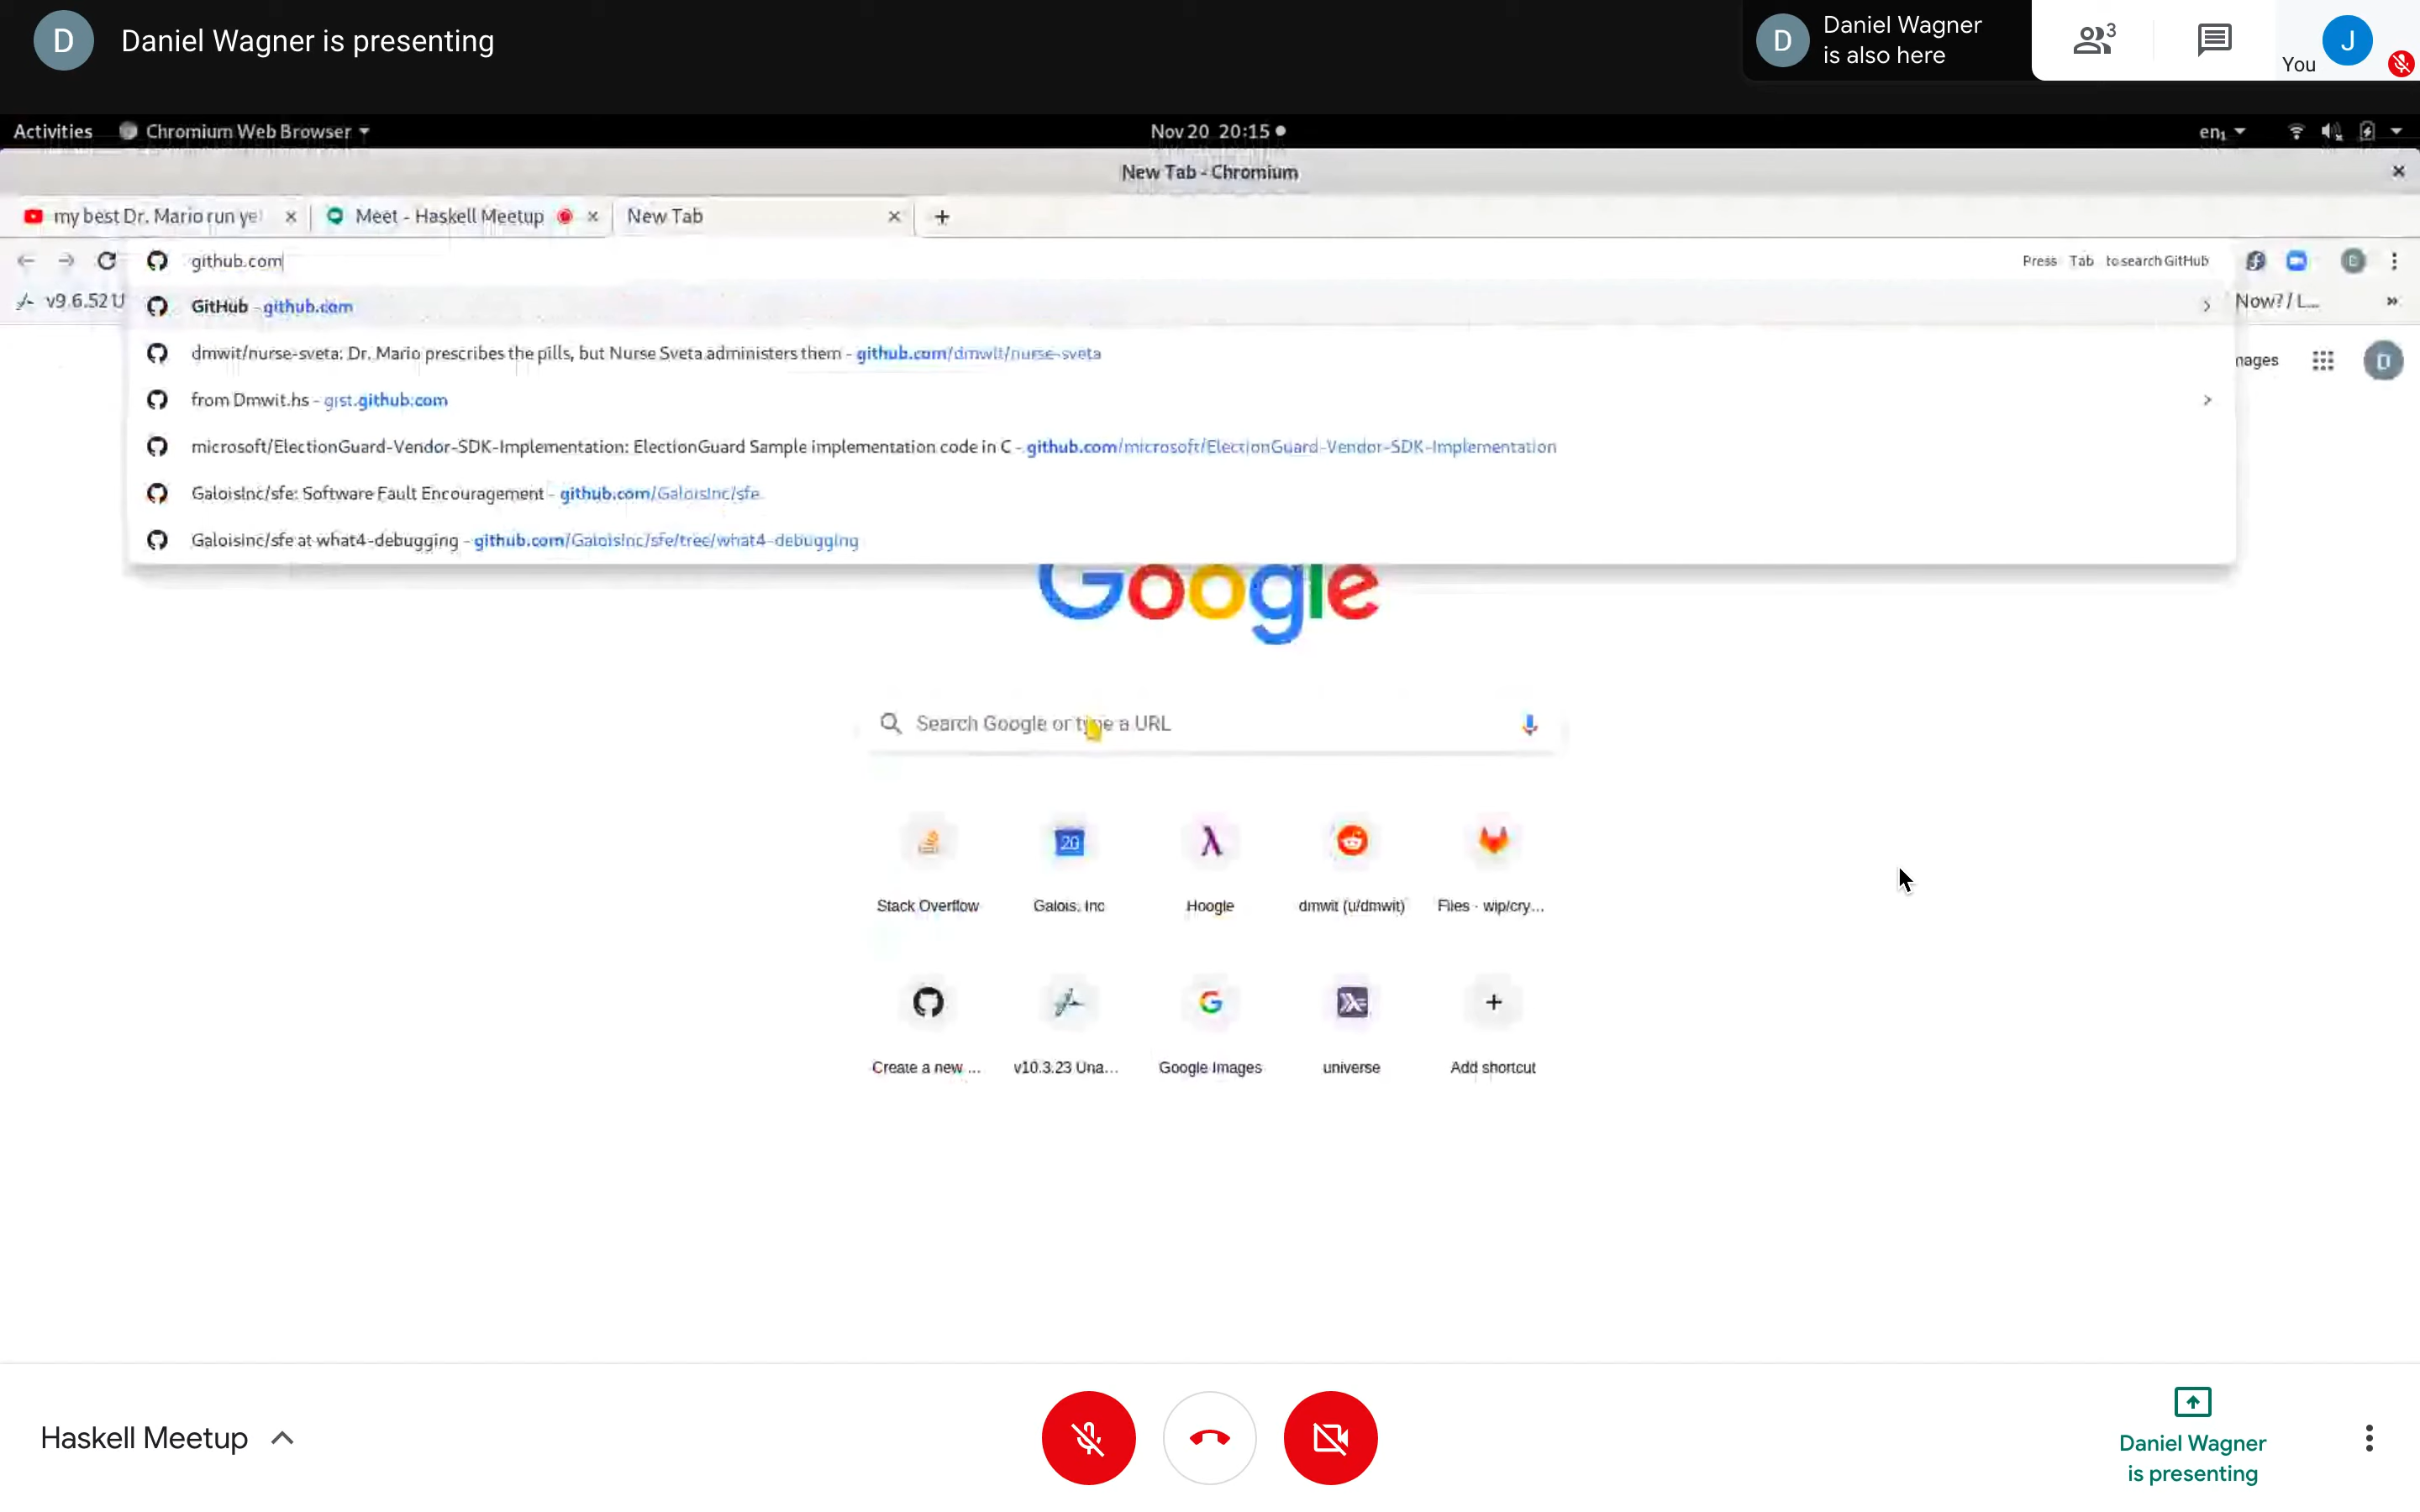 D Daniel Wagner is presenting
D Daniel Wagner is also here
3
You J
Activities Chromium Web Browser Nov 20 20:15 en₁
New Tab - Chromium
my best Dr. Mario run ye
Meet - Haskell Meetup
New Tab
github.com
Press Tab to search GitHub
v9.6.52 U
Now? / L...
GitHub - github.com
dmwit/nurse-sveta: Dr. Mario prescribes the pills, but Nurse Sveta administers them - github.com/dmwit/nurse-sveta
mages D
from Dmwit.hs - gist.github.com
microsoft/ElectionGuard-Vendor-SDK-Implementation: ElectionGuard Sample implementation code in C - github.com/microsoft/ElectionGuard-Vendor-SDK-Implementation
GaloisInc/sfe: Software Fault Encouragement - github.com/GaloisInc/sfe
GaloisInc/sfe at what4-debugging - github.com/GaloisInc/sfe/tree/what4-debugging
Google
Search Google or type a URL
20
Stack Overflow Galois, Inc Hoogle dmwit (u/dmwit) Files · wip/cry...
Create a new ... v10.3.23 Una... Google Images universe Add shortcut
Haskell Meetup
Daniel Wagner
is presenting